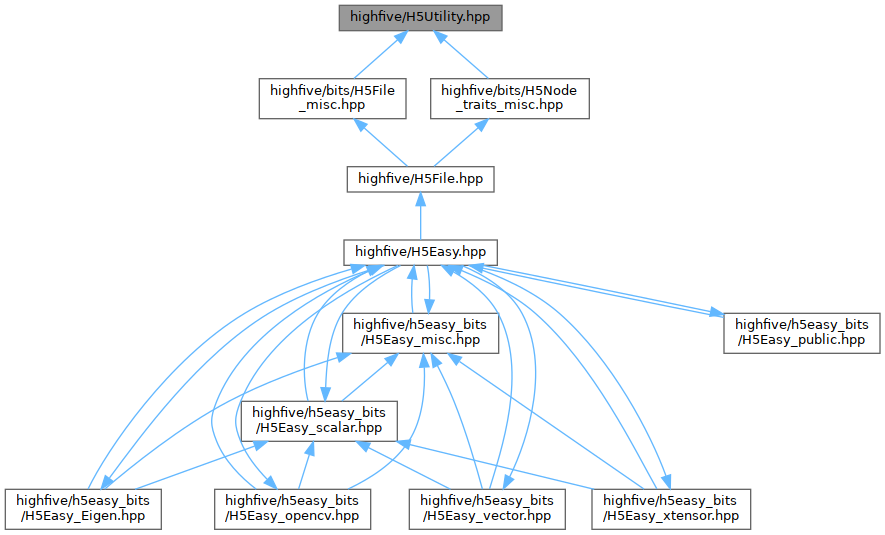 highfive/H5Utility.hpp
highfive/bits/H5File
_misc.hpp
highfive/bits/H5Node
_traits_misc.hpp
highfive/H5File.hpp
highfive/H5Easy.hpp
highfive/h5easy_bits
/H5Easy_misc.hpp
highfive/h5easy_bits
/H5Easy_public.hpp
highfive/h5easy_bits
/H5Easy_scalar.hpp
highfive/h5easy_bits
/H5Easy_Eigen.hpp
highfive/h5easy_bits
/H5Easy_opencv.hpp
highfive/h5easy_bits
/H5Easy_vector.hpp
highfive/h5easy_bits
/H5Easy_xtensor.hpp